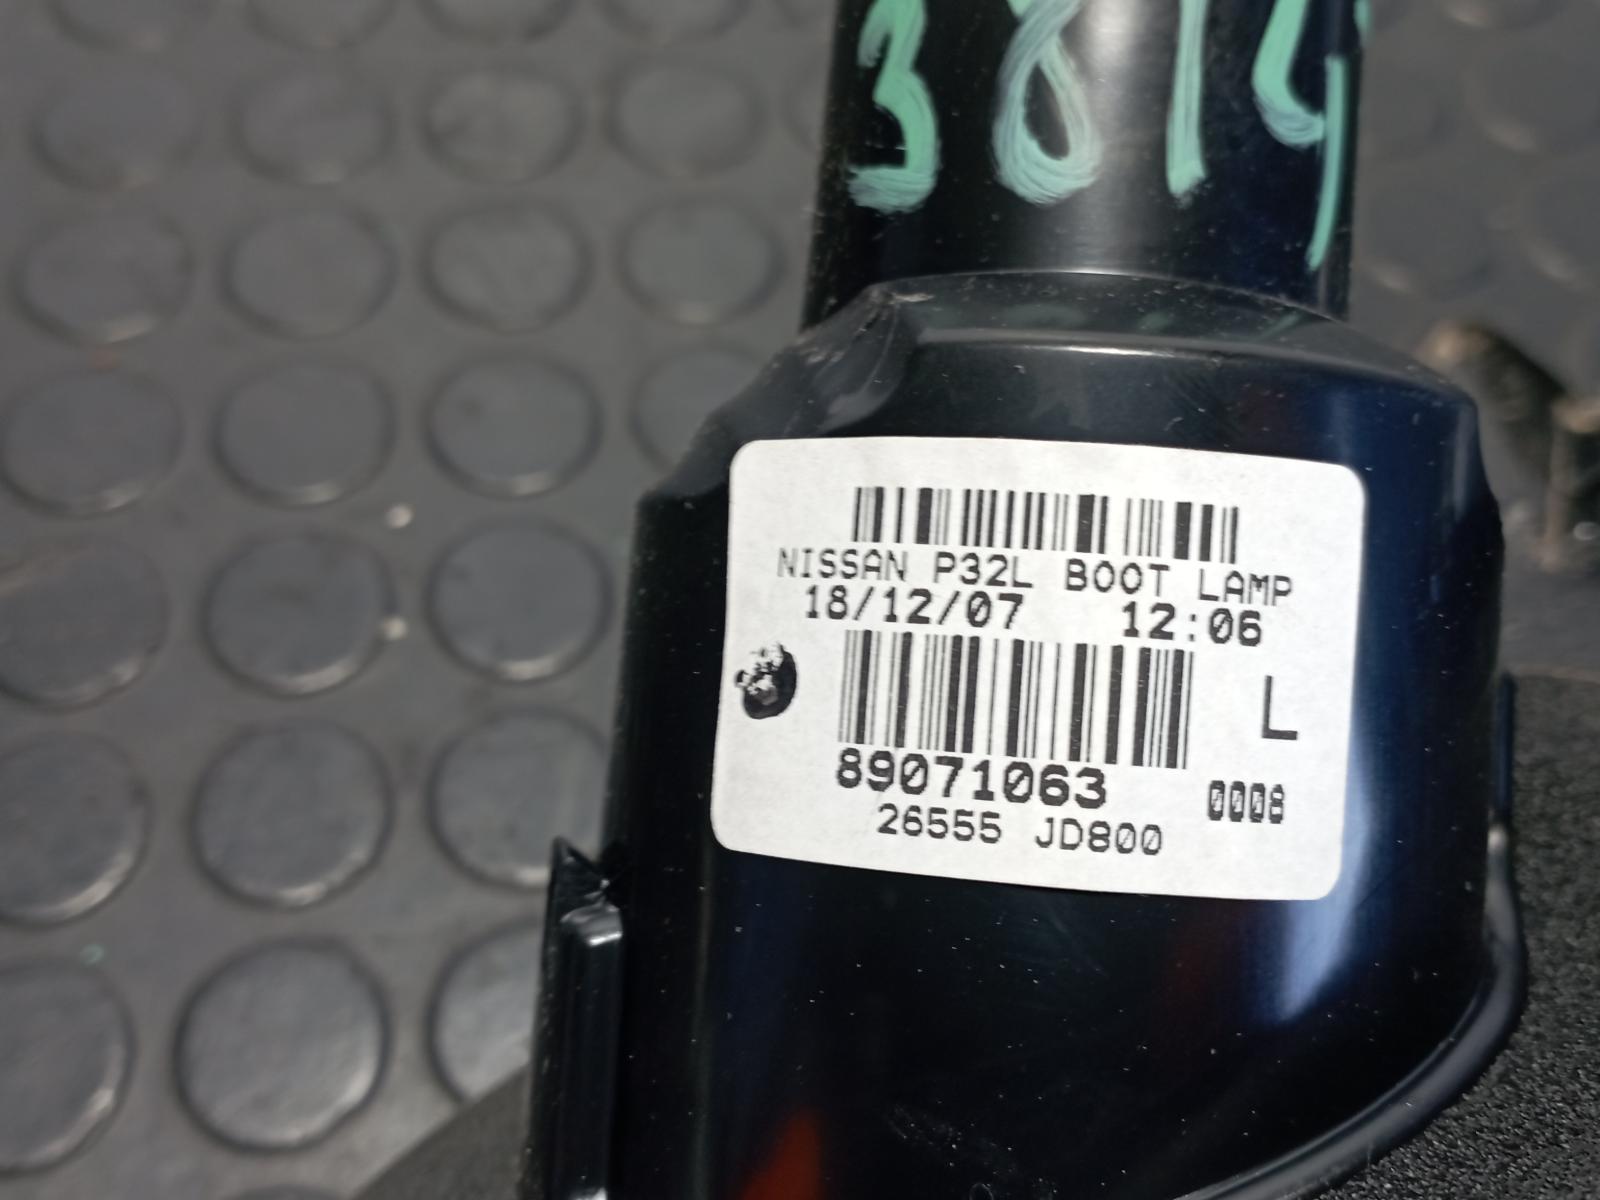 3814
NISSAN P32L BOOT LAMP
18/12/07 12:06
L
89071063 0008
26555 JD800